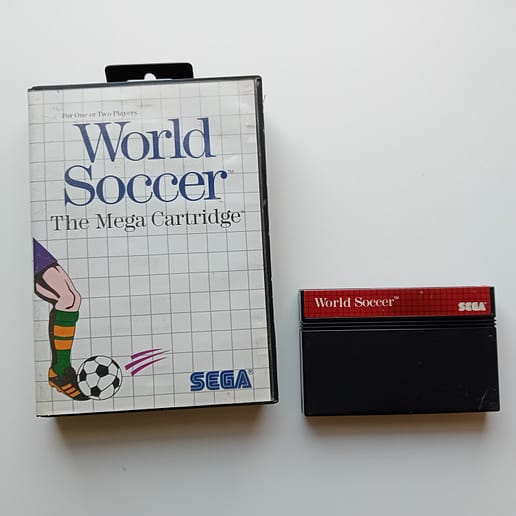 For One or Two Players
World
Soccer™
The Mega Cartridge™
SEGA®
World Soccer™
SEGA®